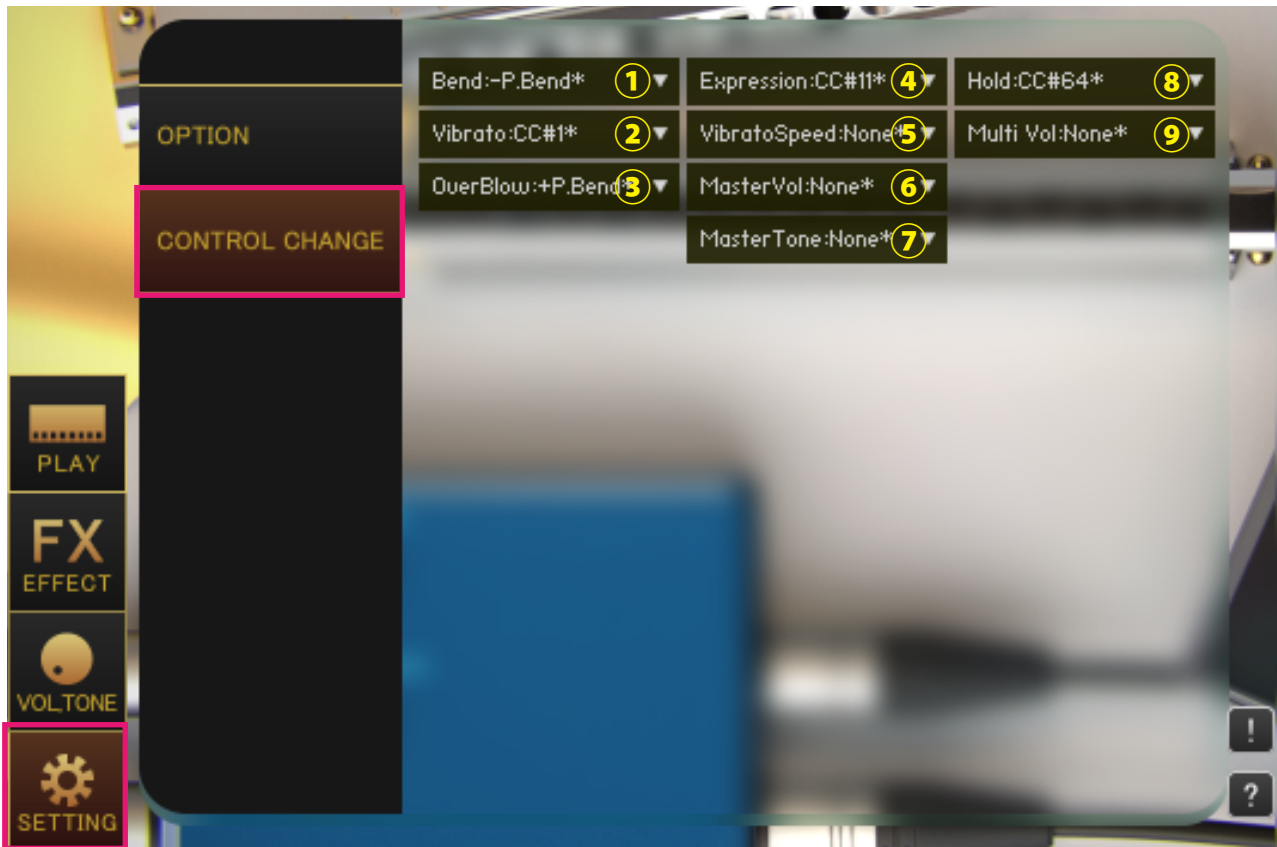 Bend:-P.Bend* ① ▼
Expression:CC#11* ④ ▼
Hold:CC#64* ⑧ ▼
OPTION
Vibrato:CC#1* ② ▼
VibratoSpeed:None* ⑤ ▼
Multi Vol:None* ⑨ ▼
OverBlow:+P.Bend* ③ ▼
MasterVol:None* ⑥ ▼
CONTROL CHANGE
MasterTone:None* ⑦ ▼
PLAY
FX
EFFECT
VOL,TONE
SETTING
!
?